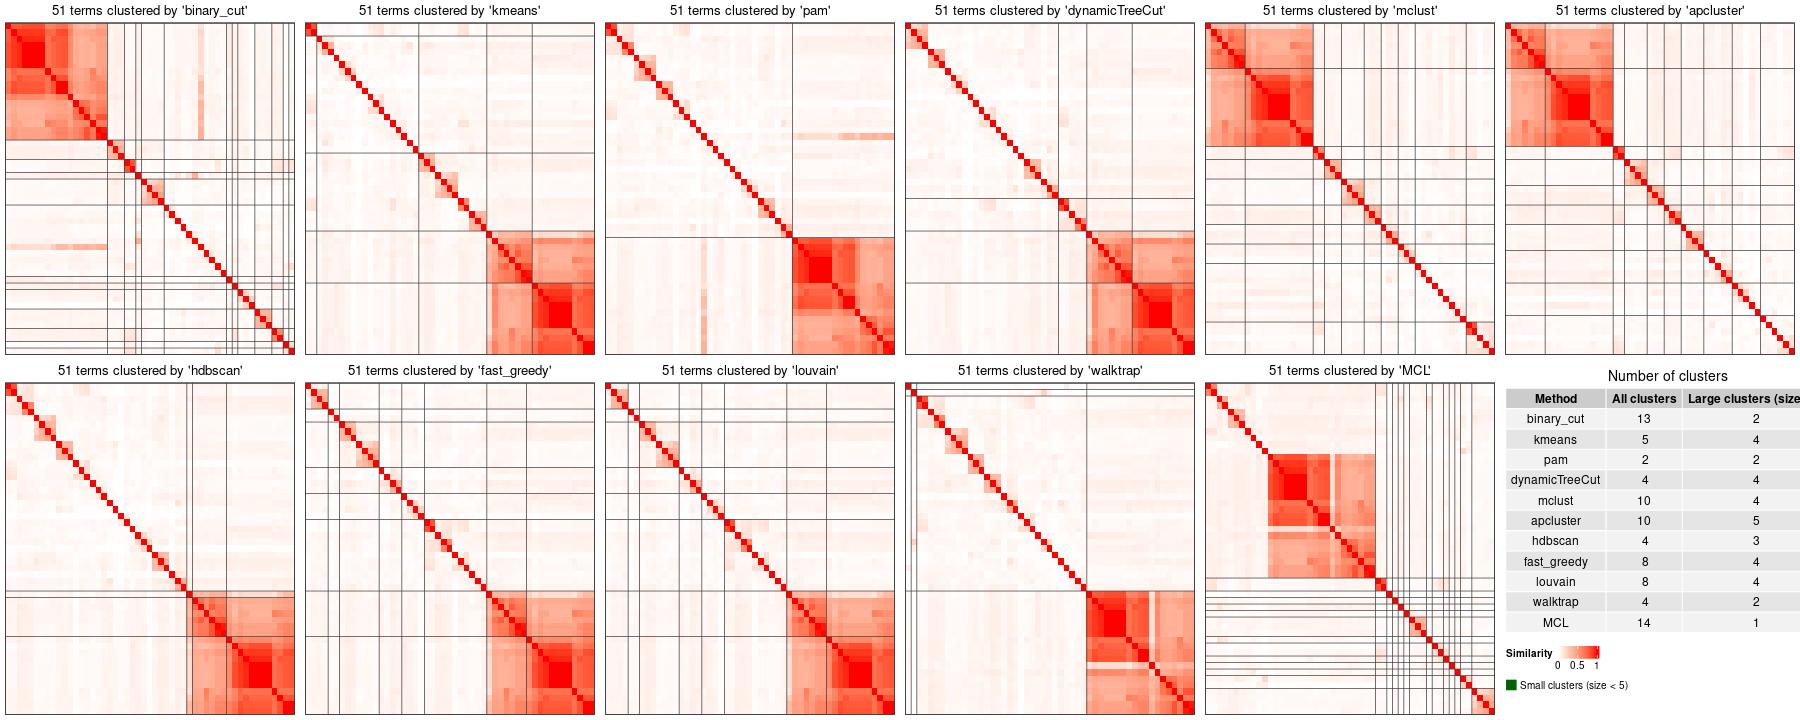 51 terms clustered by 'binary_cut'
51 terms clustered by 'kmeans'
51 terms clustered by 'pam'
51 terms clustered by 'dynamicTreeCut'
51 terms clustered by 'mclust'
51 terms clustered by 'apcluster'
51 terms clustered by 'hdbscan'
51 terms clustered by 'fast_greedy'
51 terms clustered by 'louvain'
51 terms clustered by 'walktrap'
51 terms clustered by 'MCL'
Number of clusters
Method All clusters Large clusters (size
binary_cut 13 2
kmeans 5 4
pam 2 2
dynamicTreeCut 4 4
mclust 10 4
apcluster 10 5
hdbscan 4 3
fast_greedy 8 4
louvain 8 4
walktrap 4 2
MCL 14 1
Similarity
0 0.5 1
Small clusters (size < 5)